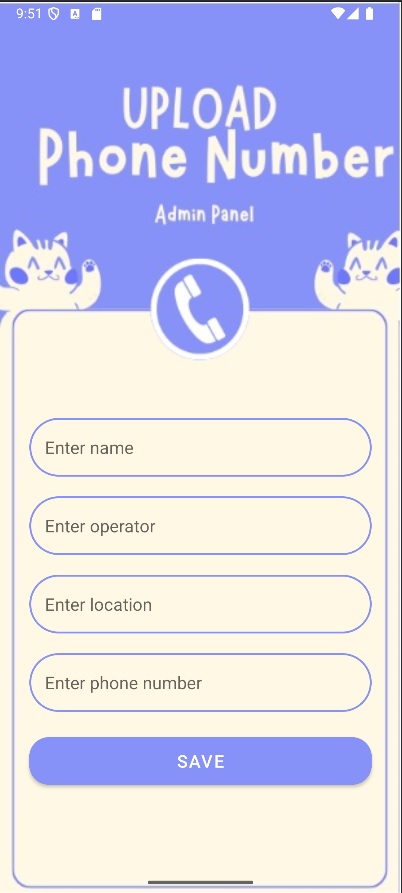 9:51
UPLOAD
Phone Number
Admin Panel
Enter name
Enter operator
Enter location
Enter phone number
SAVE